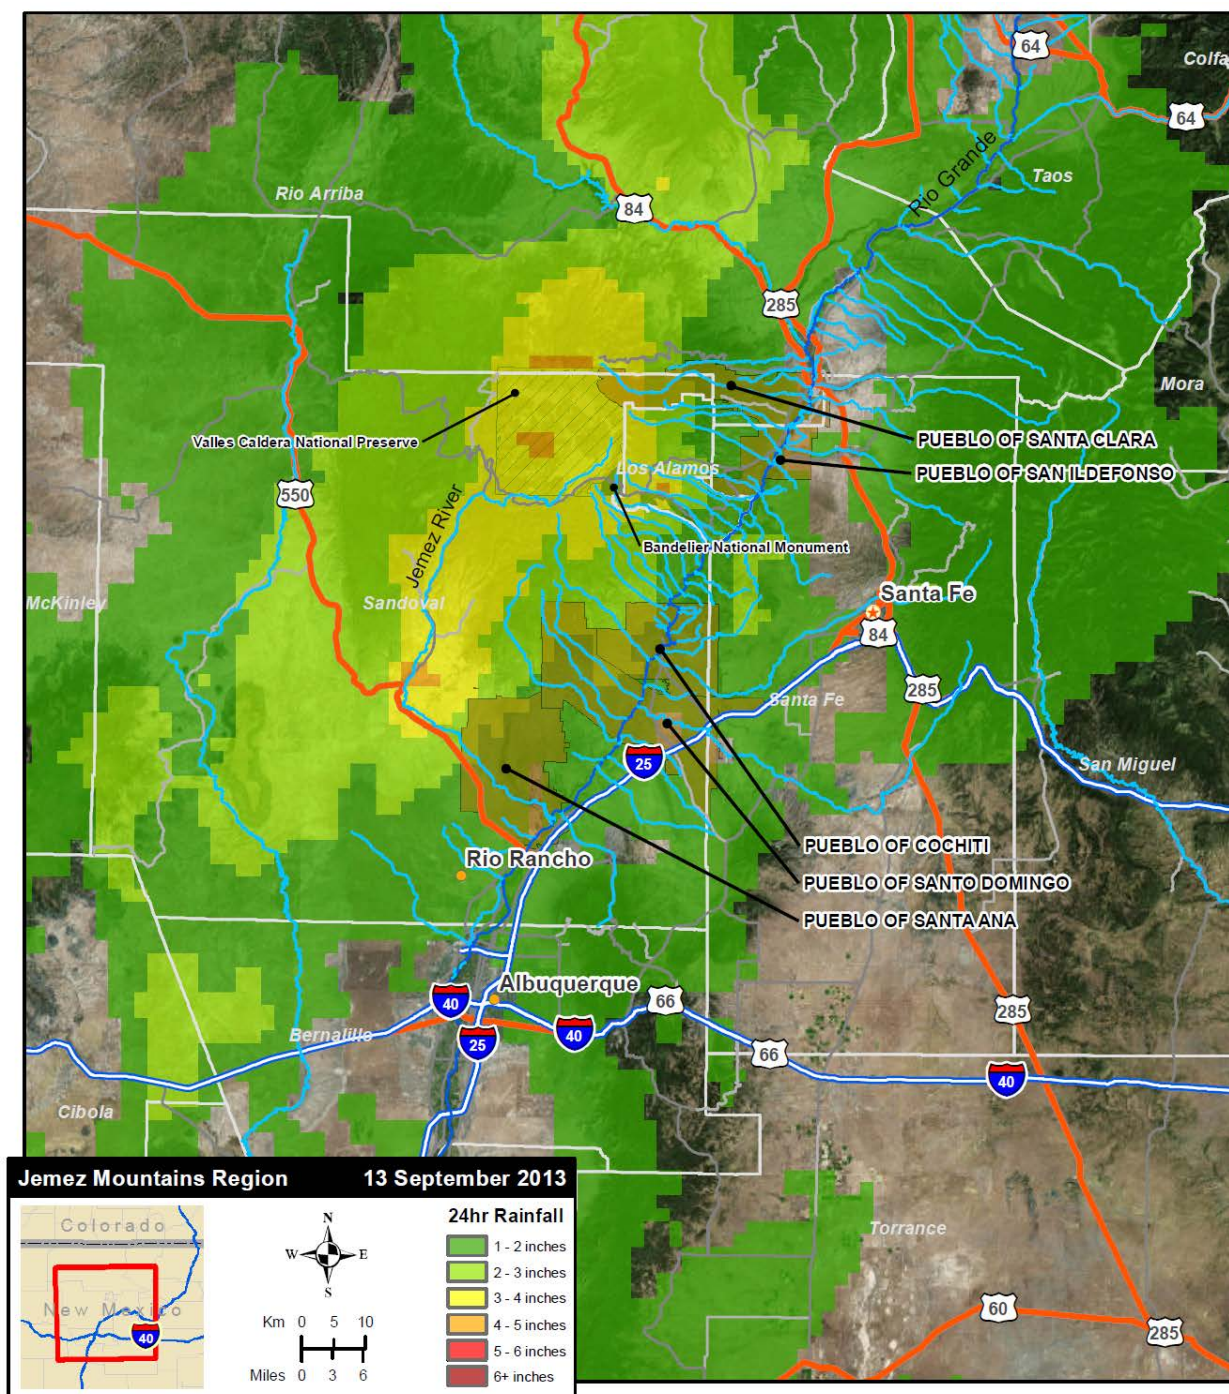 64
Colfa
64
Rio Grande
Taos
Rio Arriba
84
285
Mora
Valles Caldera National Preserve
PUEBLO OF SANTA CLARA
Los Alamos
PUEBLO OF SAN ILDEFONSO
550
Jemez River
Bandelier National Monument
McKinley
Sandoval
Santa Fe
84
285
Santa Fe
25
San Miguel
PUEBLO OF COCHITI
Rio Rancho
PUEBLO OF SANTO DOMINGO
PUEBLO OF SANTA ANA
Albuquerque
40
66
285
Bernalillo
25
40
66
40
Cibola
Jemez Mountains Region 13 September 2013
Colorado
New Mexico
40
N
W E
S
Km 0 5 10
Miles 0 3 6
24hr Rainfall
1 - 2 inches
2 - 3 inches
3 - 4 inches
4 - 5 inches
5 - 6 inches
6+ inches
Torrance
60
285